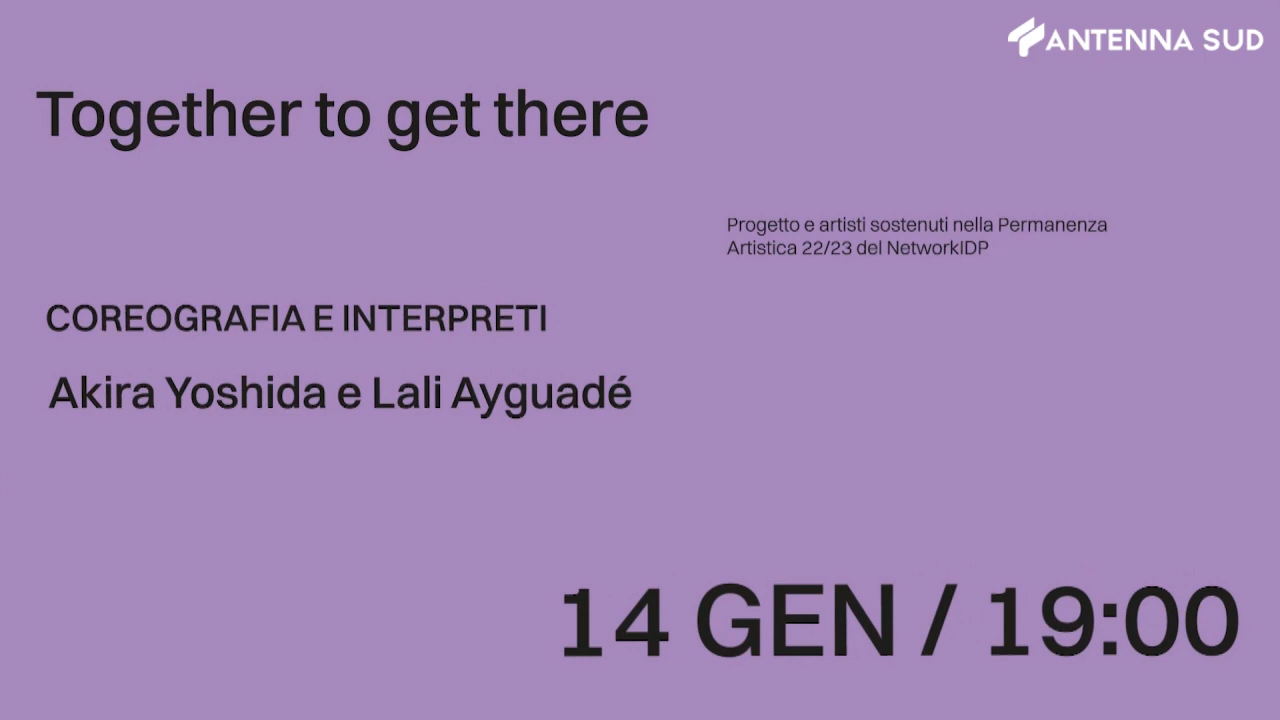 ANTENNA SUD
Together to get there
Progetto e artisti sostenuti nella Permanenza
Artistica 22/23 del NetworkIDP
COREOGRAFIA E INTERPRETI
Akira Yoshida e Lali Ayguadé
14 GEN / 19:00